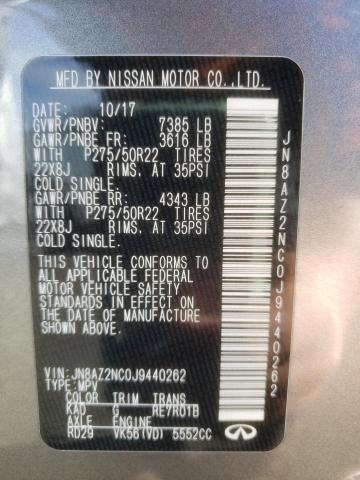 MFD BY NISSAN MOTOR CO.,LTD.
DATE: 10/17
GVWR/PNBV: 7385 LB
GAWR/PNBE FR: 3616 LB
WITH P275/50R22 TIRES
22X8J RIMS. AT 35PSI
COLD SINGLE.
GAWR/PNBE RR: 4343 LB
WITH P275/50R22 TIRES
22X8J RIMS. AT 35PSI
COLD SINGLE.
THIS VEHICLE CONFORMS TO
ALL APPLICABLE FEDERAL
MOTOR VEHICLE SAFETY
STANDARDS IN EFFECT ON
THE DATE OF MANUFACTURE
SHOWN ABOVE.
VIN: JN8AZ2NC0J9440262
TYPE: MPV
COLOR TRIM TRANS
KAD G RE7R01B
AXLE ENGINE
RD29 VK56(VD) 5552CC
JN8AZ2NC0J9440262